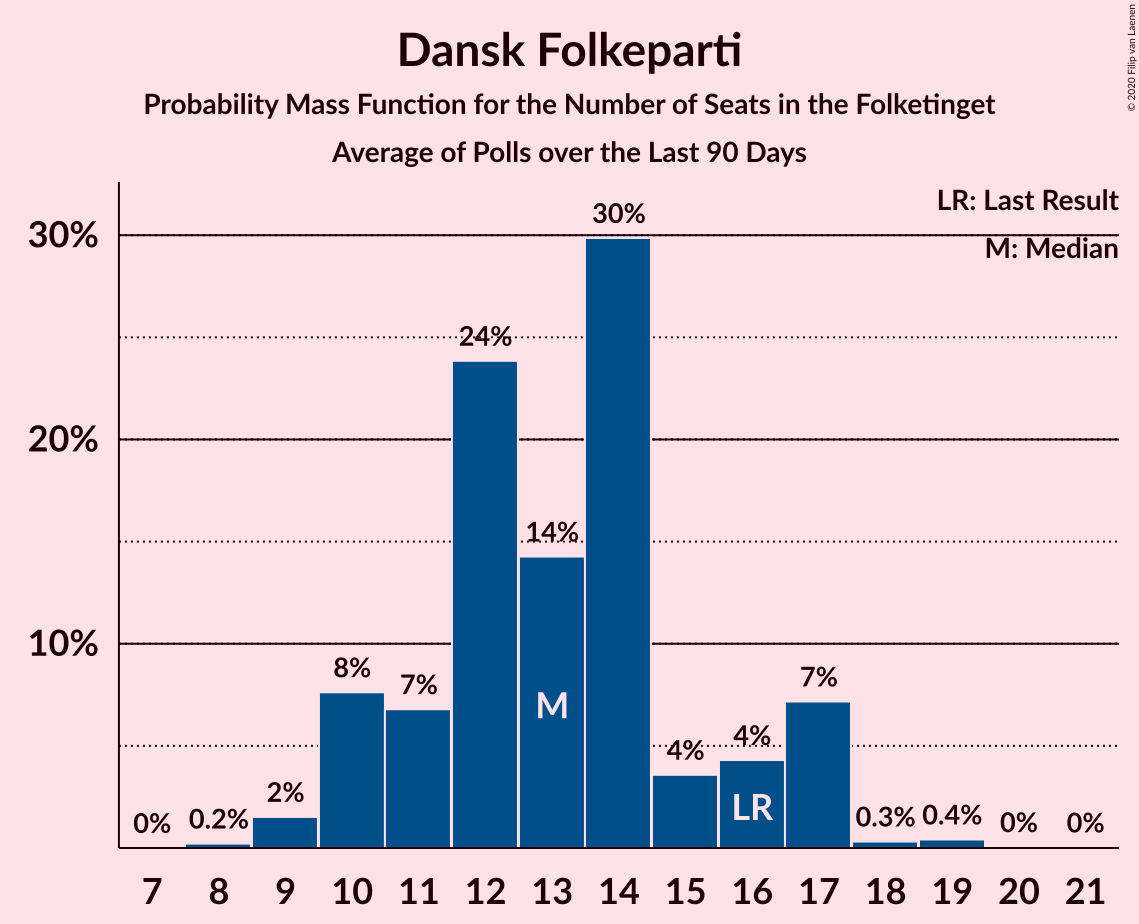 Dansk Folkeparti
Probability Mass Function for the Number of Seats in the Folketinget
Average of Polls over the Last 90 Days
© 2020 Filip van Laenen
LR: Last Result
M: Median
30%
20%
10%
0%
0.2%
2%
8%
7%
24%
14%
30%
4%
4%
7%
0.3%
0.4%
0%
0%
M
LR
7 8 9 10 11 12 13 14 15 16 17 18 19 20 21